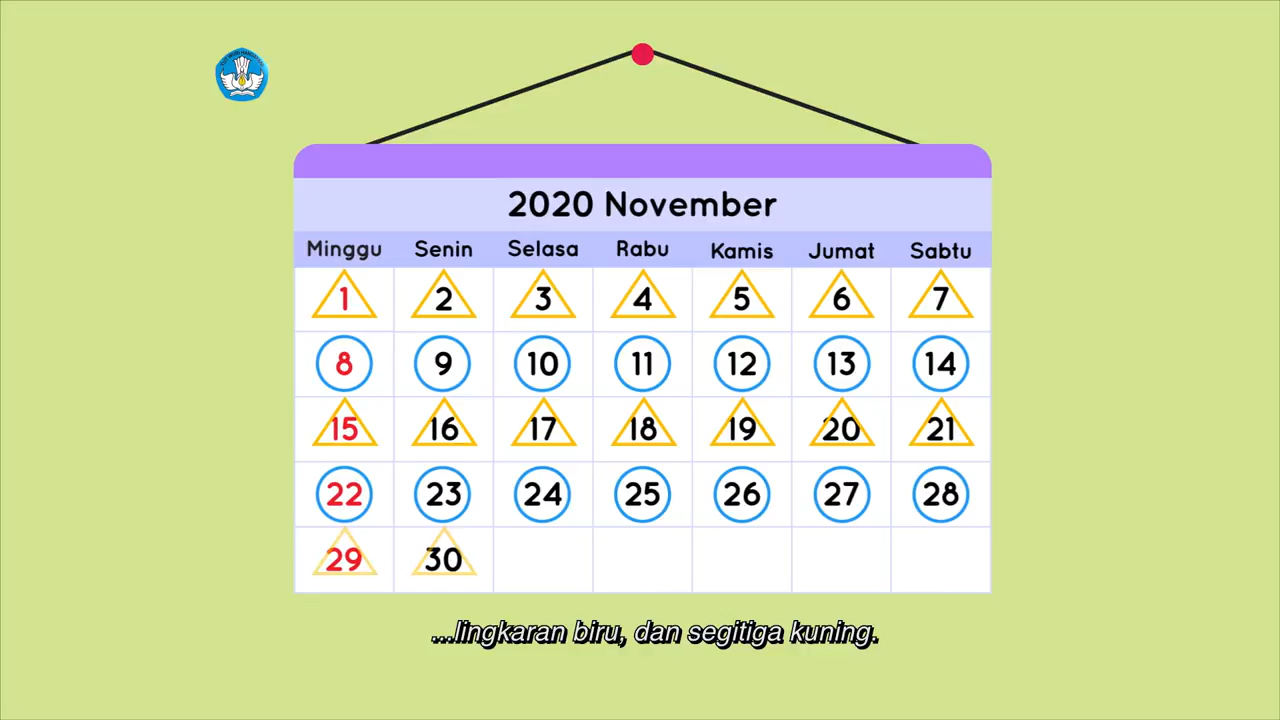 2020 November
Minggu Senin Selasa Rabu Kamis Jumat Sabtu
1 2 3 4 5 6 7
8 9 10 11 12 13 14
15 16 17 18 19 20 21
22 23 24 25 26 27 28
29 30
...lingkaran biru, dan segitiga kuning.